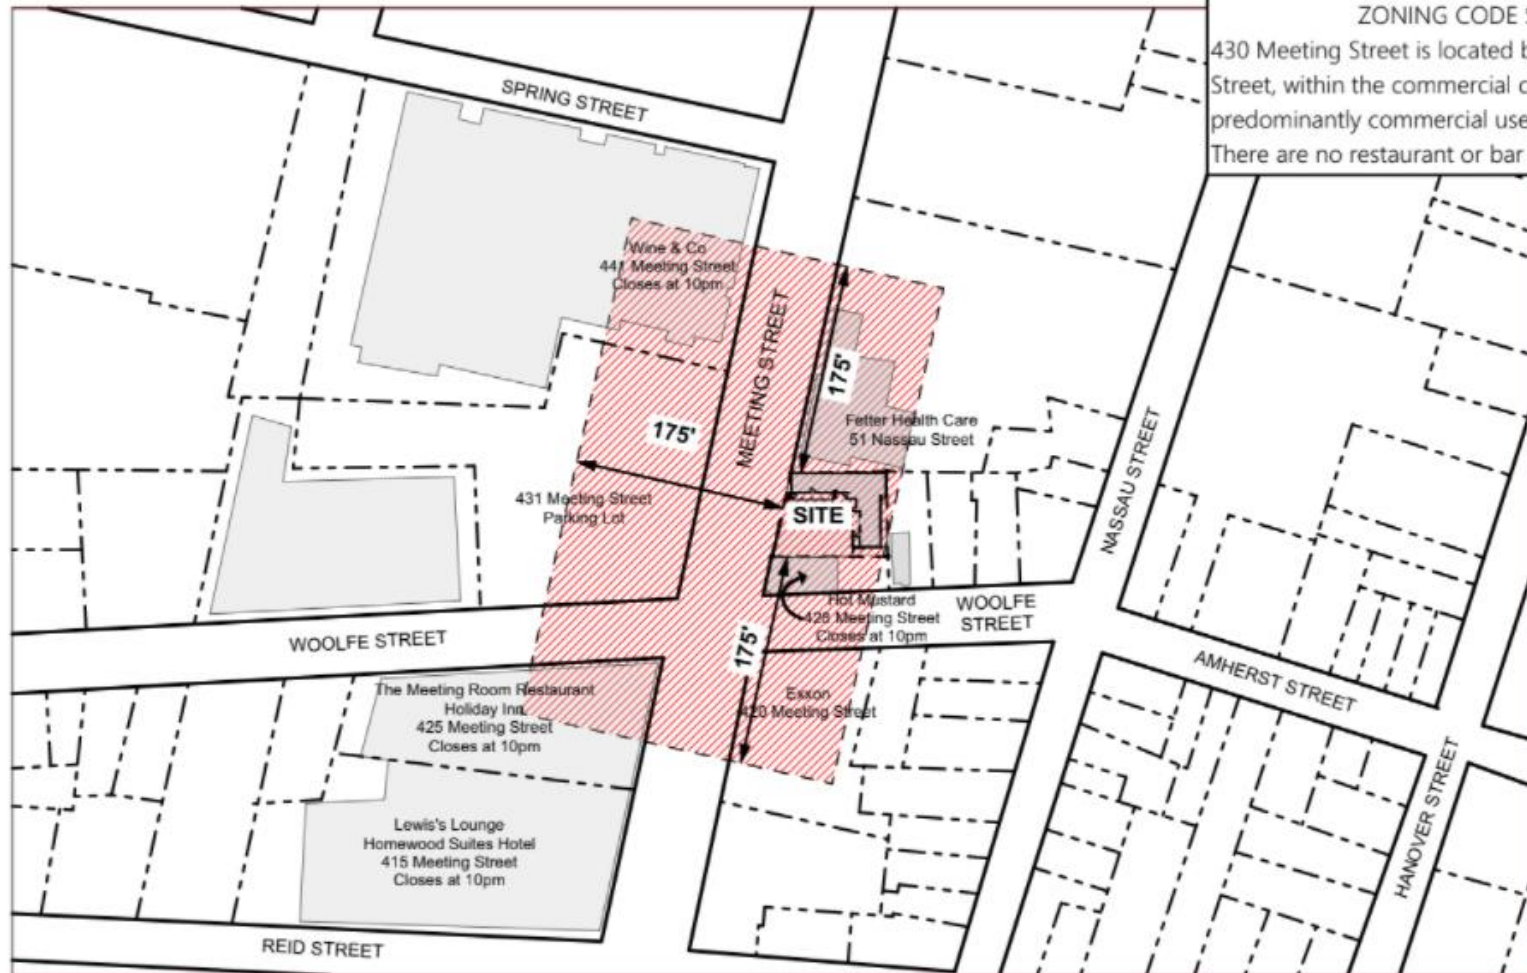 ZONING CODE
430 Meeting Street is located
Street, within the commercial
predominantly commercial use
There are no restaurant or bar
SPRING STREET
Wine & Co
441 Meeting Street
Closes at 10pm
MEETING STREET
175'
175'
Fetter Health Care
51 Nassau Street
NASSAU STREET
431 Meeting Street
Parking Lot
SITE
Hot Mustard
428 Meeting Street
Closes at 10pm
WOOLFE
STREET
WOOLFE STREET
175'
AMHERST STREET
The Meeting Room Restaurant
Holiday Inn
425 Meeting Street
Closes at 10pm
Exxon
420 Meeting Street
HANOVER STREET
Lewis's Lounge
Homewood Suites Hotel
415 Meeting Street
Closes at 10pm
REID STREET